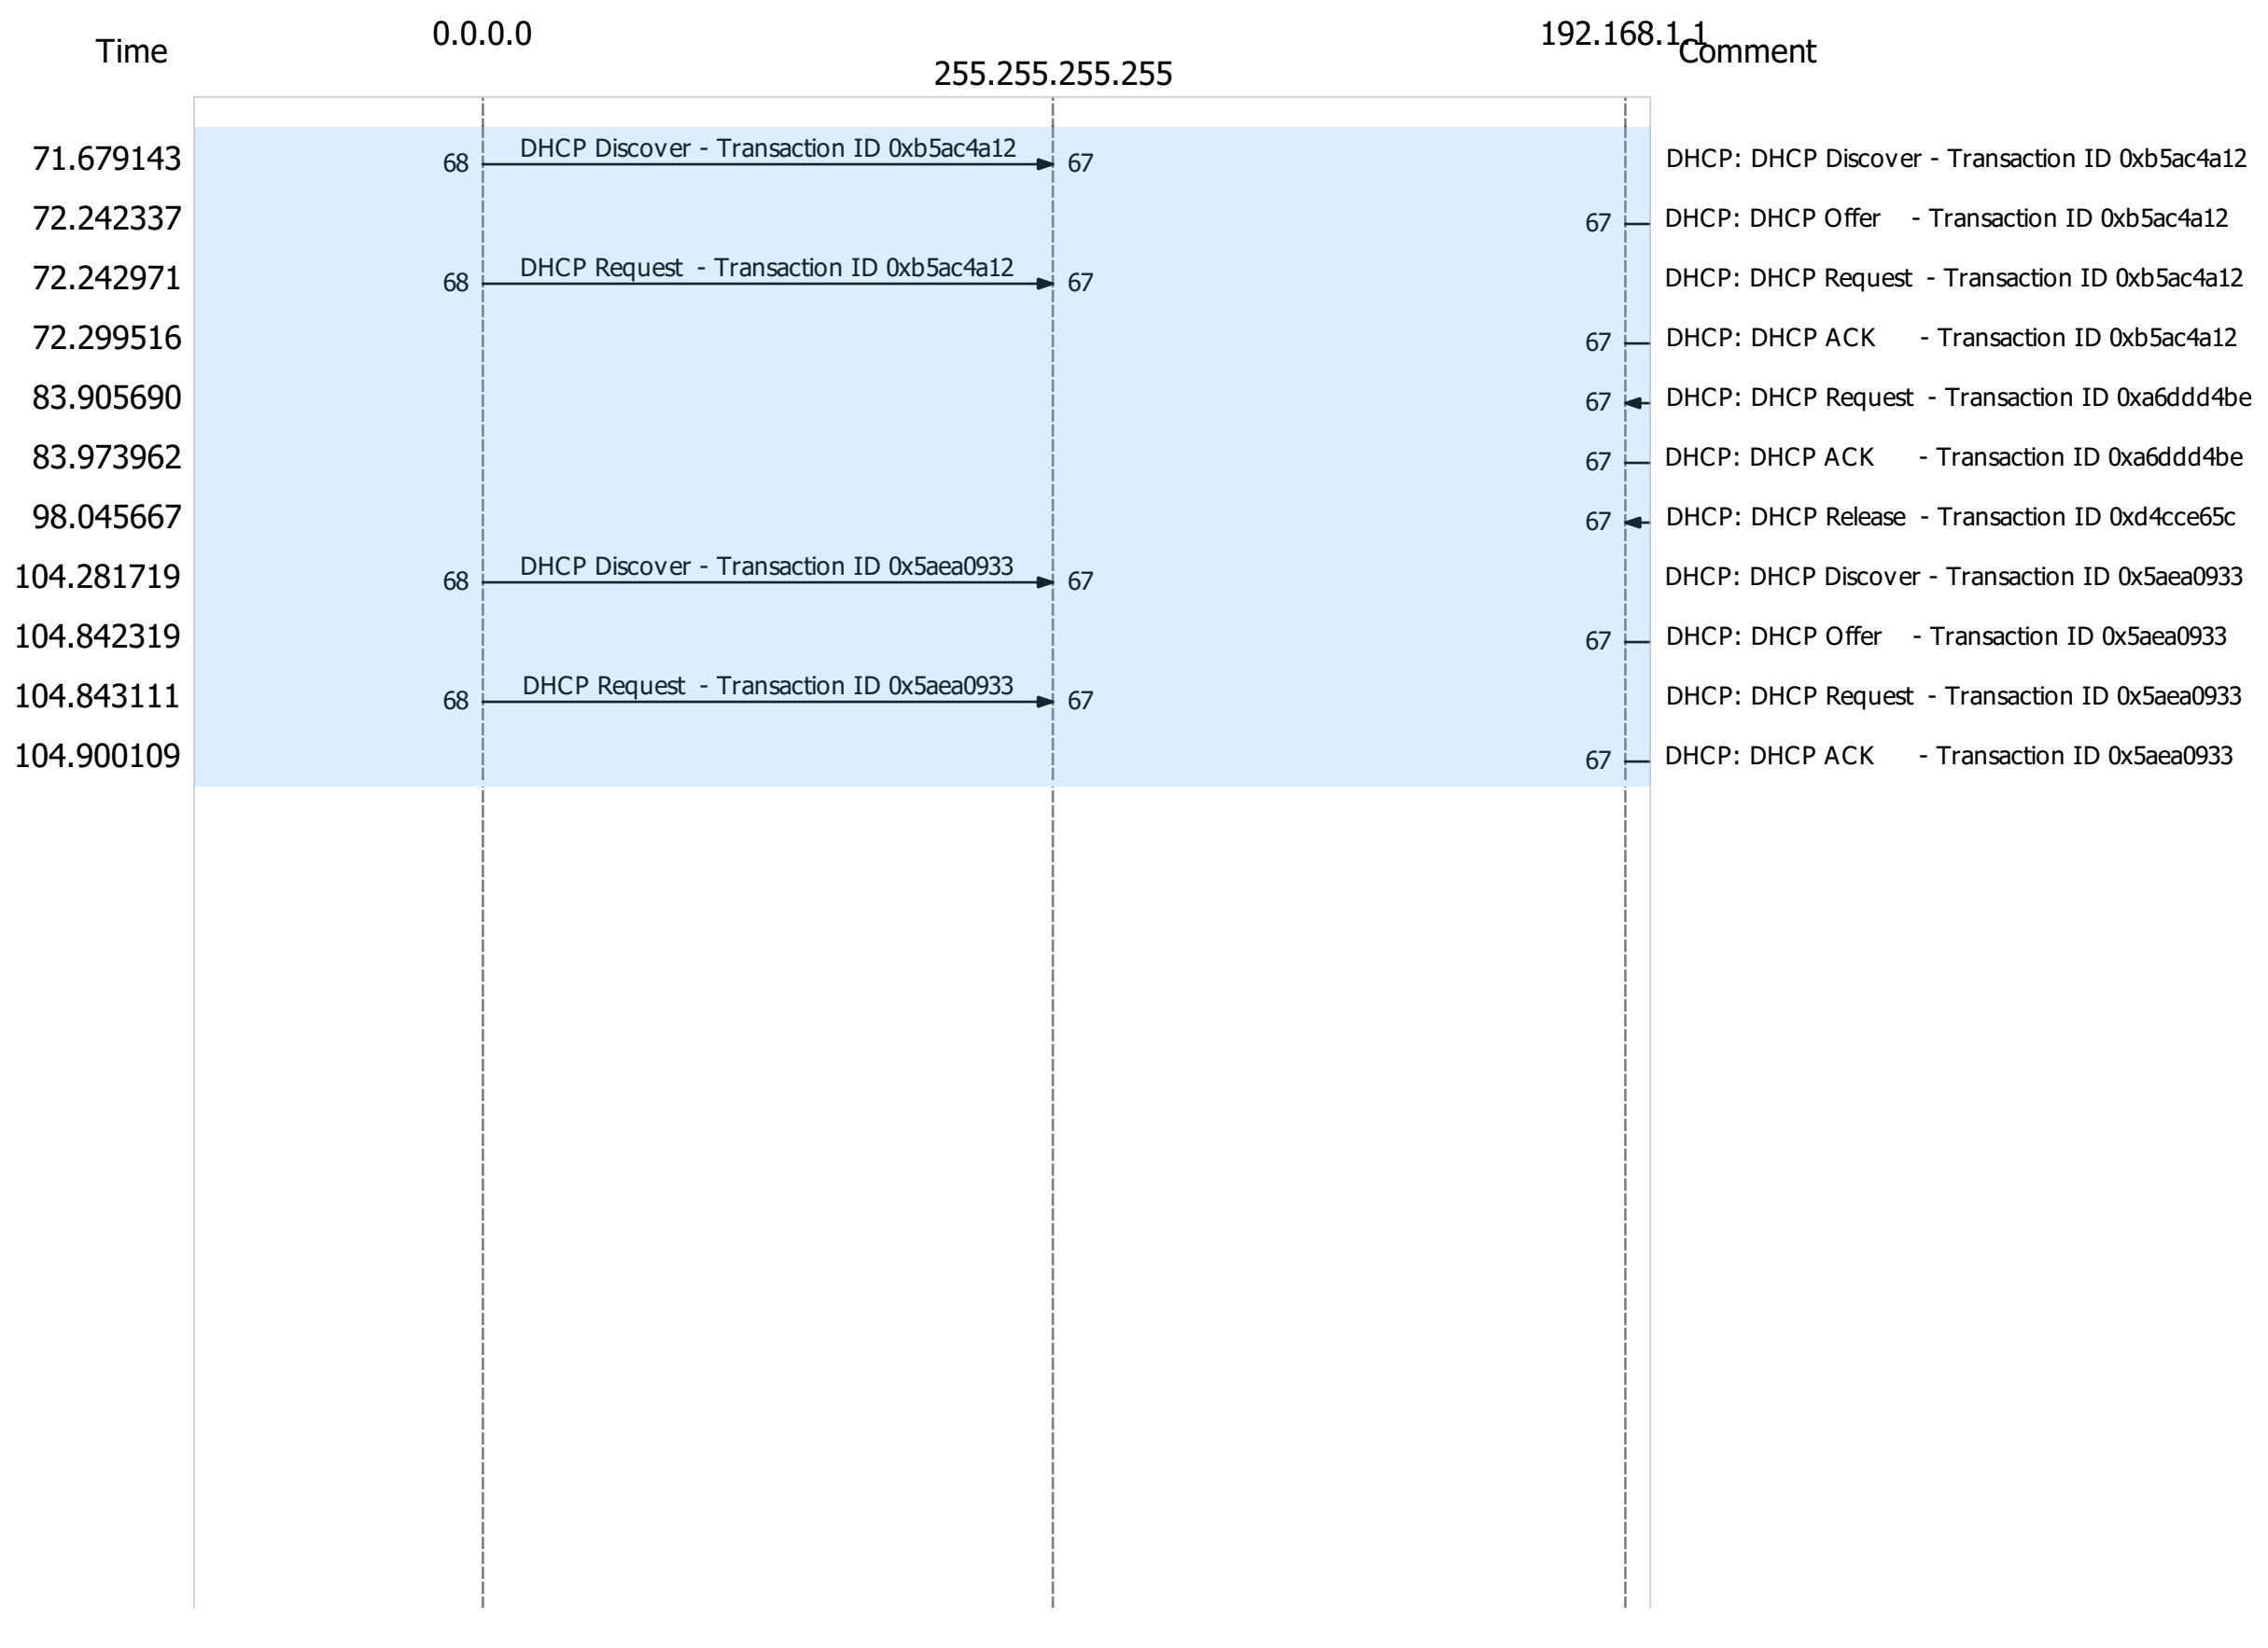 Time 0.0.0.0 192.168.1.1 Comment
255.255.255.255
71.679143 68 DHCP Discover - Transaction ID 0xb5ac4a12 67 DHCP: DHCP Discover - Transaction ID 0xb5ac4a12
72.242337 67 DHCP: DHCP Offer - Transaction ID 0xb5ac4a12
72.242971 68 DHCP Request - Transaction ID 0xb5ac4a12 67 DHCP: DHCP Request - Transaction ID 0xb5ac4a12
72.299516 67 DHCP: DHCP ACK - Transaction ID 0xb5ac4a12
83.905690 67 DHCP: DHCP Request - Transaction ID 0xa6ddd4be
83.973962 67 DHCP: DHCP ACK - Transaction ID 0xa6ddd4be
98.045667 67 DHCP: DHCP Release - Transaction ID 0xd4cce65c
104.281719 68 DHCP Discover - Transaction ID 0x5aea0933 67 DHCP: DHCP Discover - Transaction ID 0x5aea0933
104.842319 67 DHCP: DHCP Offer - Transaction ID 0x5aea0933
104.843111 68 DHCP Request - Transaction ID 0x5aea0933 67 DHCP: DHCP Request - Transaction ID 0x5aea0933
104.900109 67 DHCP: DHCP ACK - Transaction ID 0x5aea0933